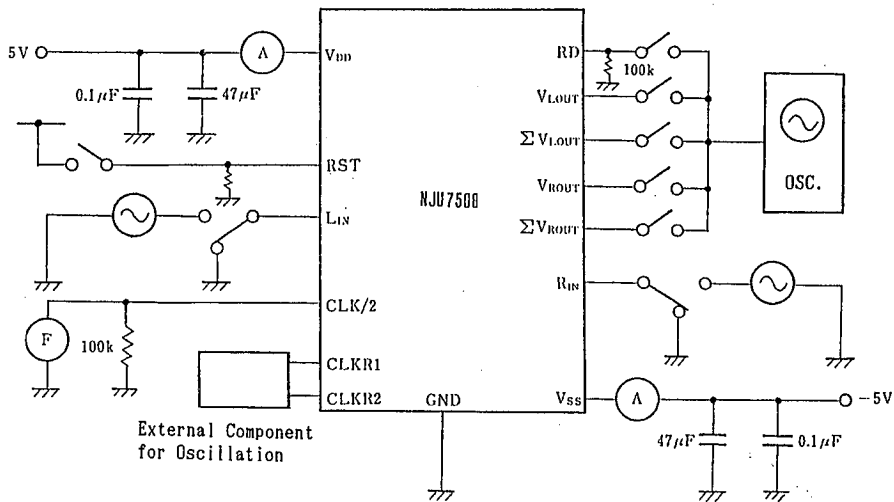 5V
A
VDD
0.1μF
47μF
RST
LIN
CLK/2
F
100k
CLKR1
CLKR2
External Component
for Oscillation
NJU7508
GND
RD
100k
VLOUT
ΣVLOUT
VROUT
ΣVROUT
OSC.
RIN
VSS
A
-5V
47μF
0.1μF